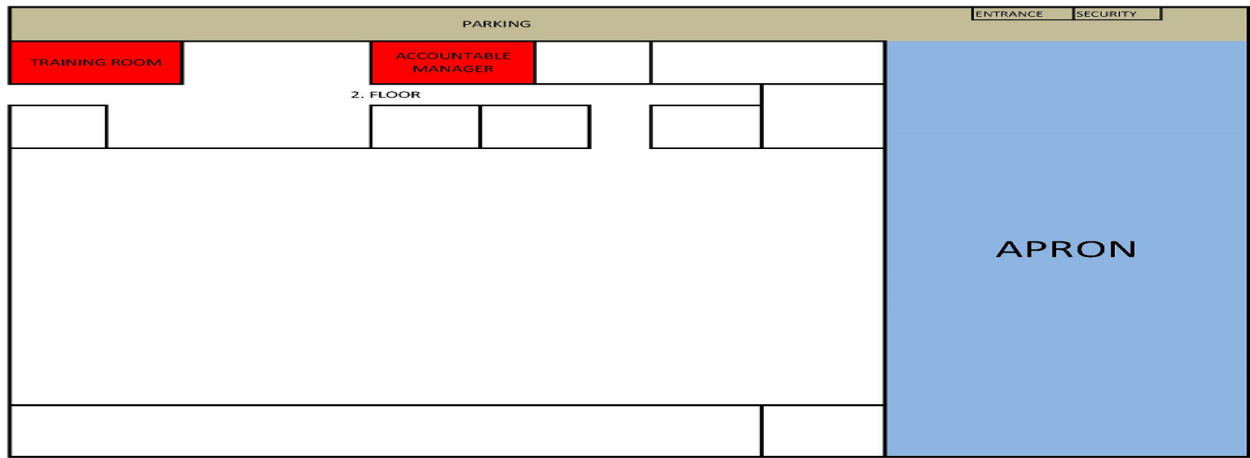 PARKING
ENTRANCE
SECURITY
TRAINING ROOM
ACCOUNTABLE
MANAGER
2. FLOOR
APRON